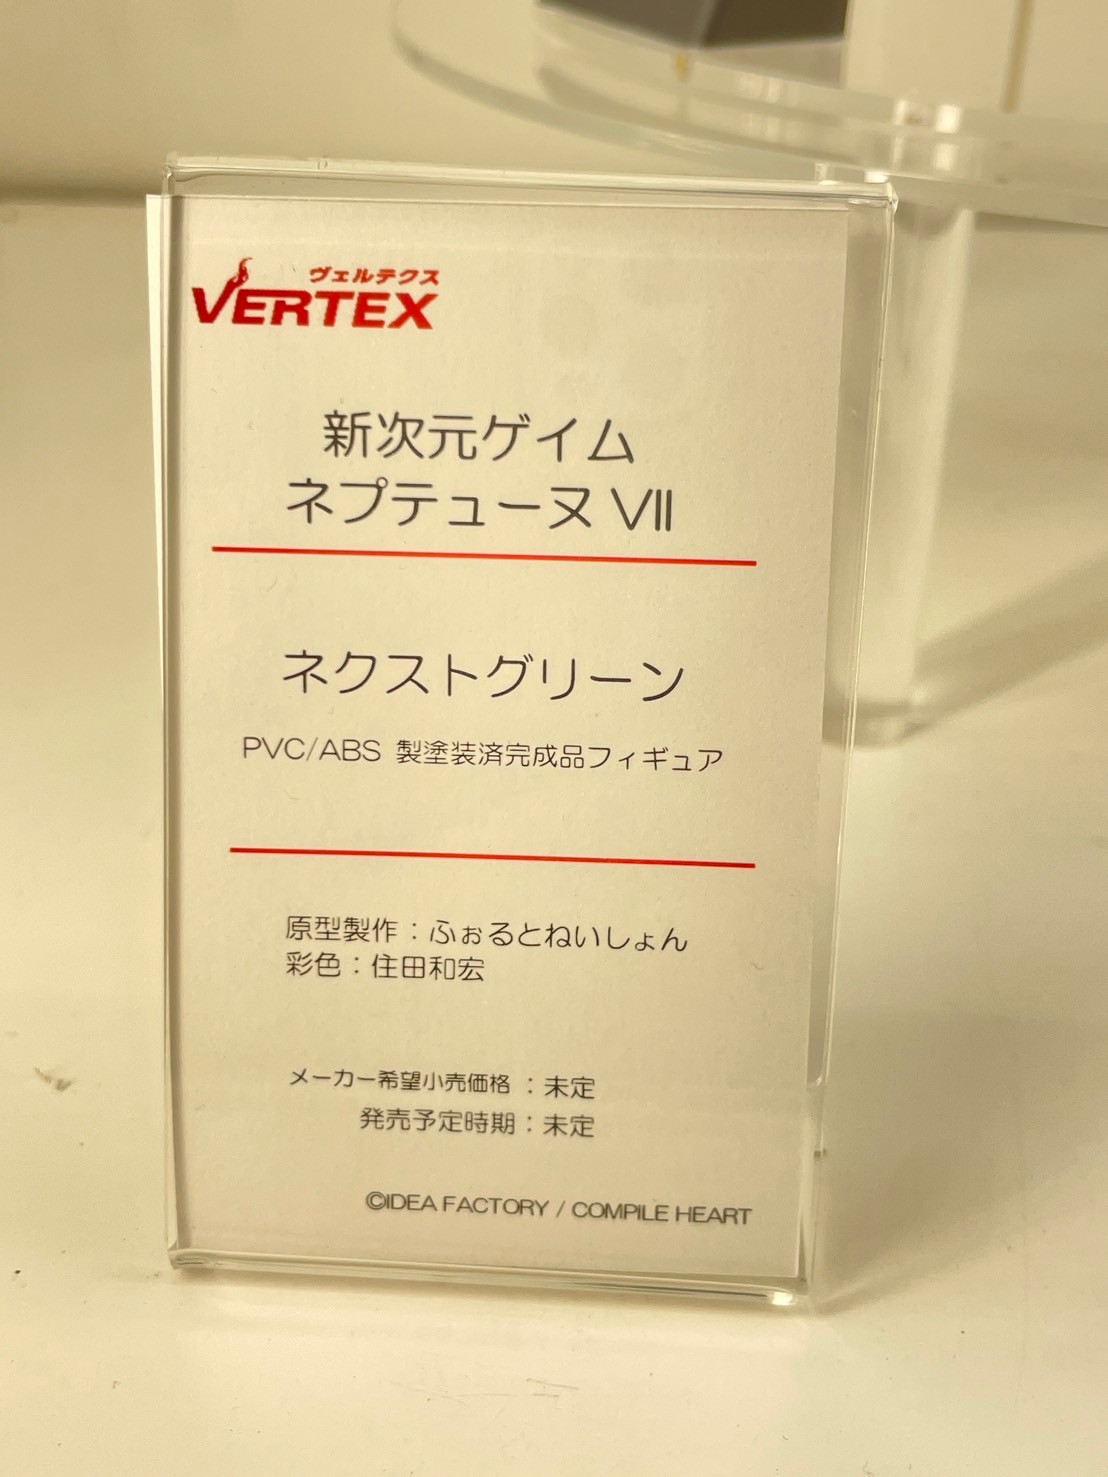 ヴェルテクス
VERTEX
新次元ゲイム
ネプテューヌ VII
ネクストグリーン
PVC/ABS 製塗装済完成品フィギュア
原型製作：ふぉるとねいしょん
彩色：住田和宏
メーカー希望小売価格：未定
発売予定時期：未定
©IDEA FACTORY / COMPILE HEART